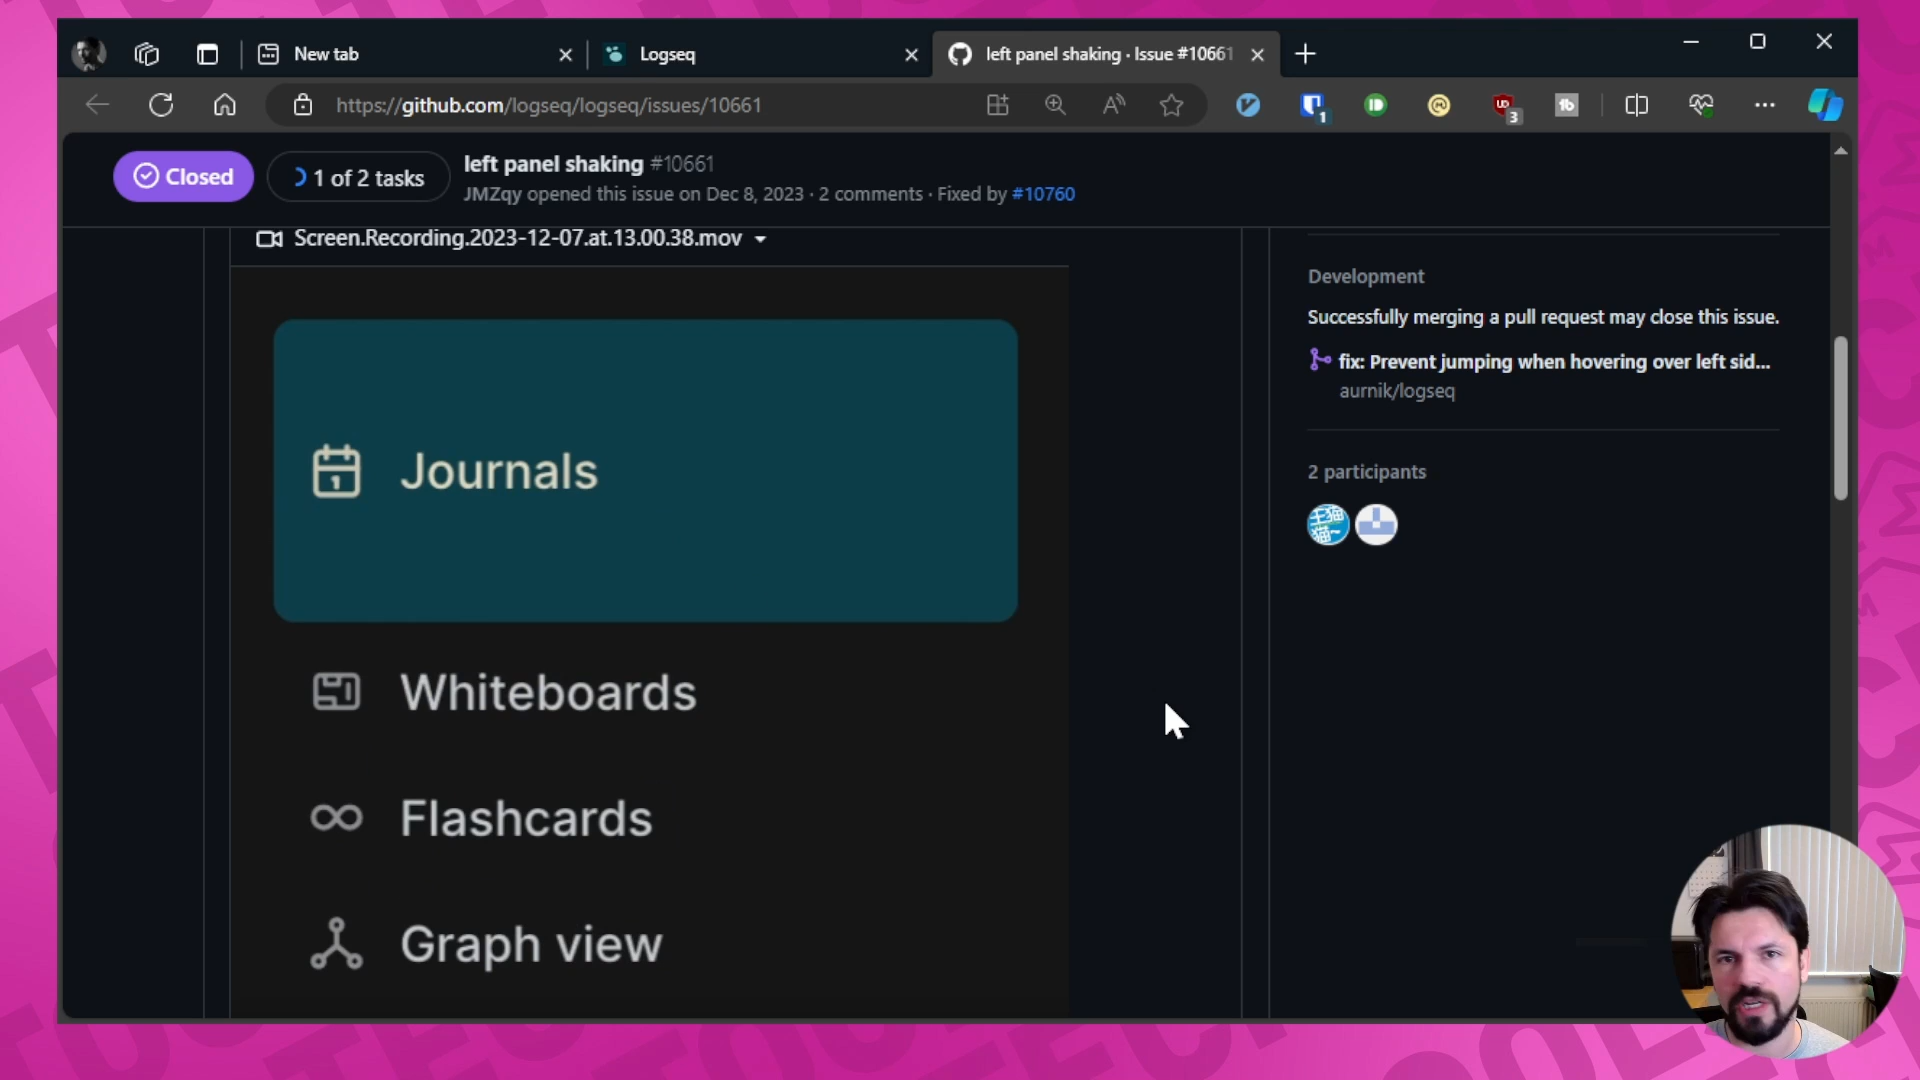 New tab
Logseq
left panel shaking · Issue #10661
https://github.com/logseq/logseq/issues/10661
1
3
Closed
1 of 2 tasks
left panel shaking #10661
JMZqy opened this issue on Dec 8, 2023 · 2 comments · Fixed by #10760
Screen.Recording.2023-12-07.at.13.00.38.mov
Journals
Whiteboards
Flashcards
Graph view
Development
Successfully merging a pull request may close this issue.
fix: Prevent jumping when hovering over left sid...
aurnik/logseq
2 participants